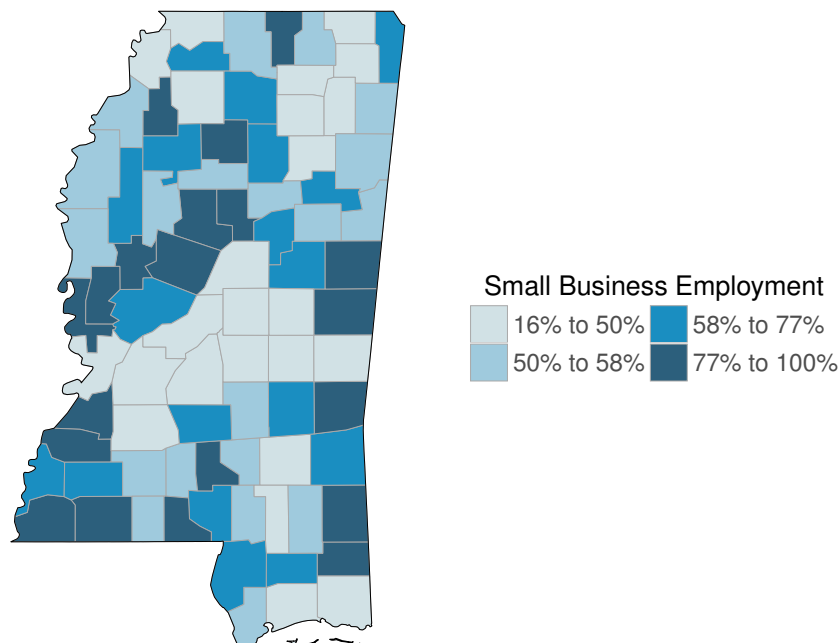 Small Business Employment
16% to 50%
58% to 77%
50% to 58%
77% to 100%